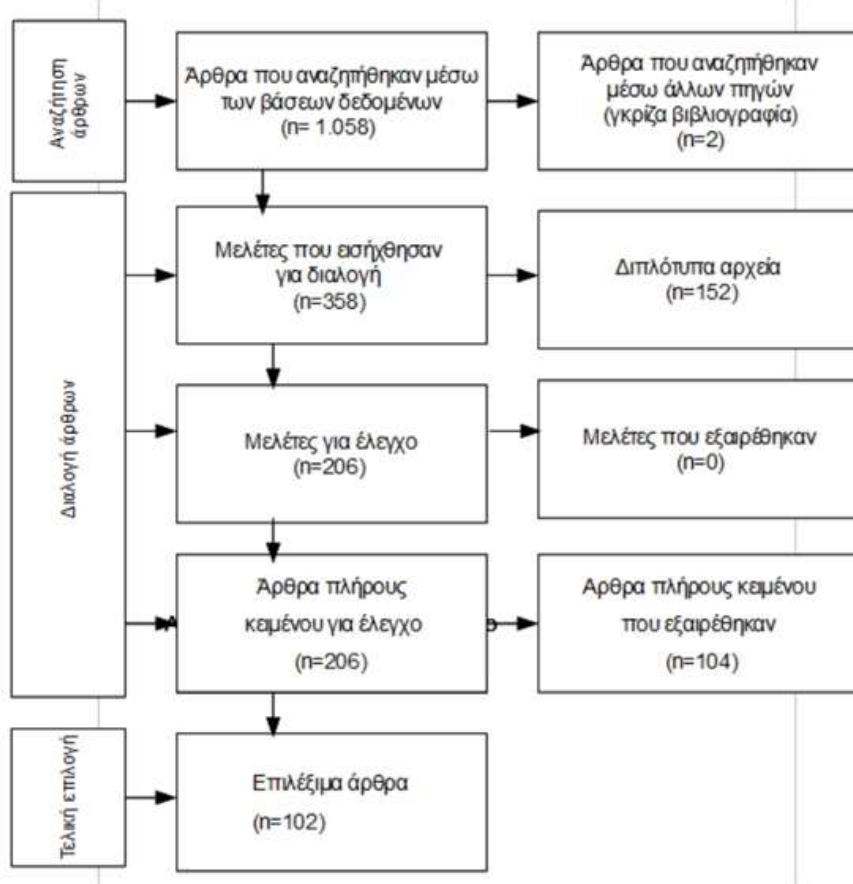 Αναζήτηση
άρθρων
Άρθρα που αναζητήθηκαν μέσω
των βάσεων δεδομένων
(n= 1.058)
Άρθρα που αναζητήθηκαν
μέσω άλλων πηγών
(γκρίζα βιβλιογραφία)
(n=2)
Διαλογή άρθρων
Μελέτες που εισήχθησαν
για διαλογή
(n=358)
Διπλότυπα αρχεία
(n=152)
Μελέτες για έλεγχο
(n=206)
Μελέτες που εξαιρέθηκαν
(n=0)
Άρθρα πλήρους
κειμένου για έλεγχο
(n=206)
Αρθρα πλήρους κειμένου
που εξαιρέθηκαν
(n=104)
Τελική επιλογή
Επιλέξιμα άρθρα
(n=102)